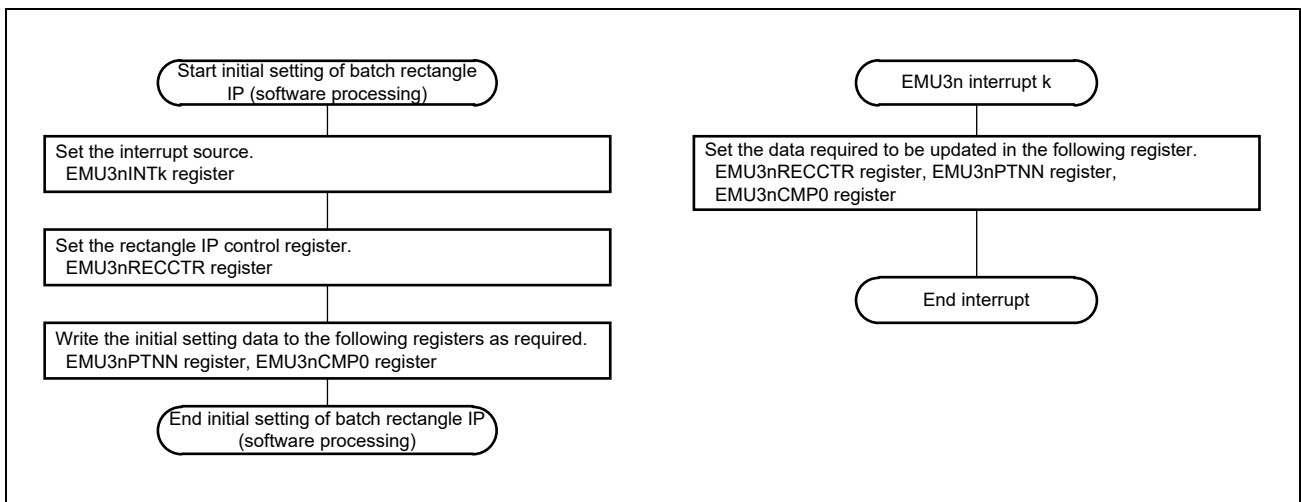 Start initial setting of batch rectangle
IP (software processing)
Set the interrupt source.
EMU3nINTk register
Set the rectangle IP control register.
EMU3nRECCTR register
Write the initial setting data to the following registers as required.
EMU3nPTNN register, EMU3nCMP0 register
End initial setting of batch rectangle IP
(software processing)
EMU3n interrupt k
Set the data required to be updated in the following register.
EMU3nRECCTR register, EMU3nPTNN register,
EMU3nCMP0 register
End interrupt